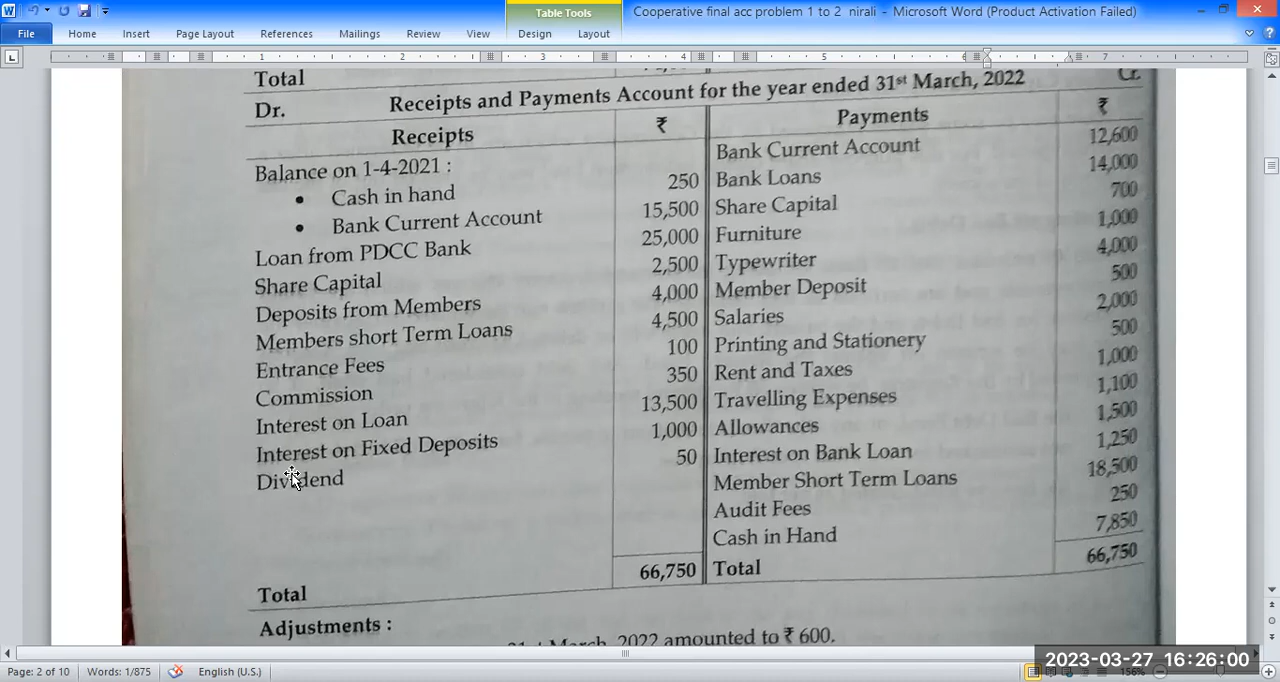 Table Tools
Cooperative final acc problem 1 to 2 nirali - Microsoft Word (Product Activation Failed)
File Home Insert Page Layout References Mailings Review View Design Layout
1 2 3 4 5 6 7
Total
Dr. Receipts and Payments Account for the year ended 31st March, 2022 Cr.
Receipts ₹ Payments ₹
Balance on 1-4-2021 : Bank Current Account 12,600
• Cash in hand 250 Bank Loans 14,000
• Bank Current Account 15,500 Share Capital 700
Loan from PDCC Bank 25,000 Furniture 1,000
Share Capital 2,500 Typewriter 4,000
Deposits from Members 4,000 Member Deposit 500
Members short Term Loans 4,500 Salaries 2,000
Entrance Fees 100 Printing and Stationery 500
Commission 350 Rent and Taxes 1,000
Interest on Loan 13,500 Travelling Expenses 1,100
Interest on Fixed Deposits 1,000 Allowances 1,500
Dividend 50 Interest on Bank Loan 1,250
Member Short Term Loans 18,500
Audit Fees 250
Cash in Hand 7,850
Total 66,750 Total 66,750
Adjustments :
March, 2022 amounted to ₹ 600.
Page: 2 of 10 Words: 1/875 English (U.S.) 156%
2023-03-27 16:26:00